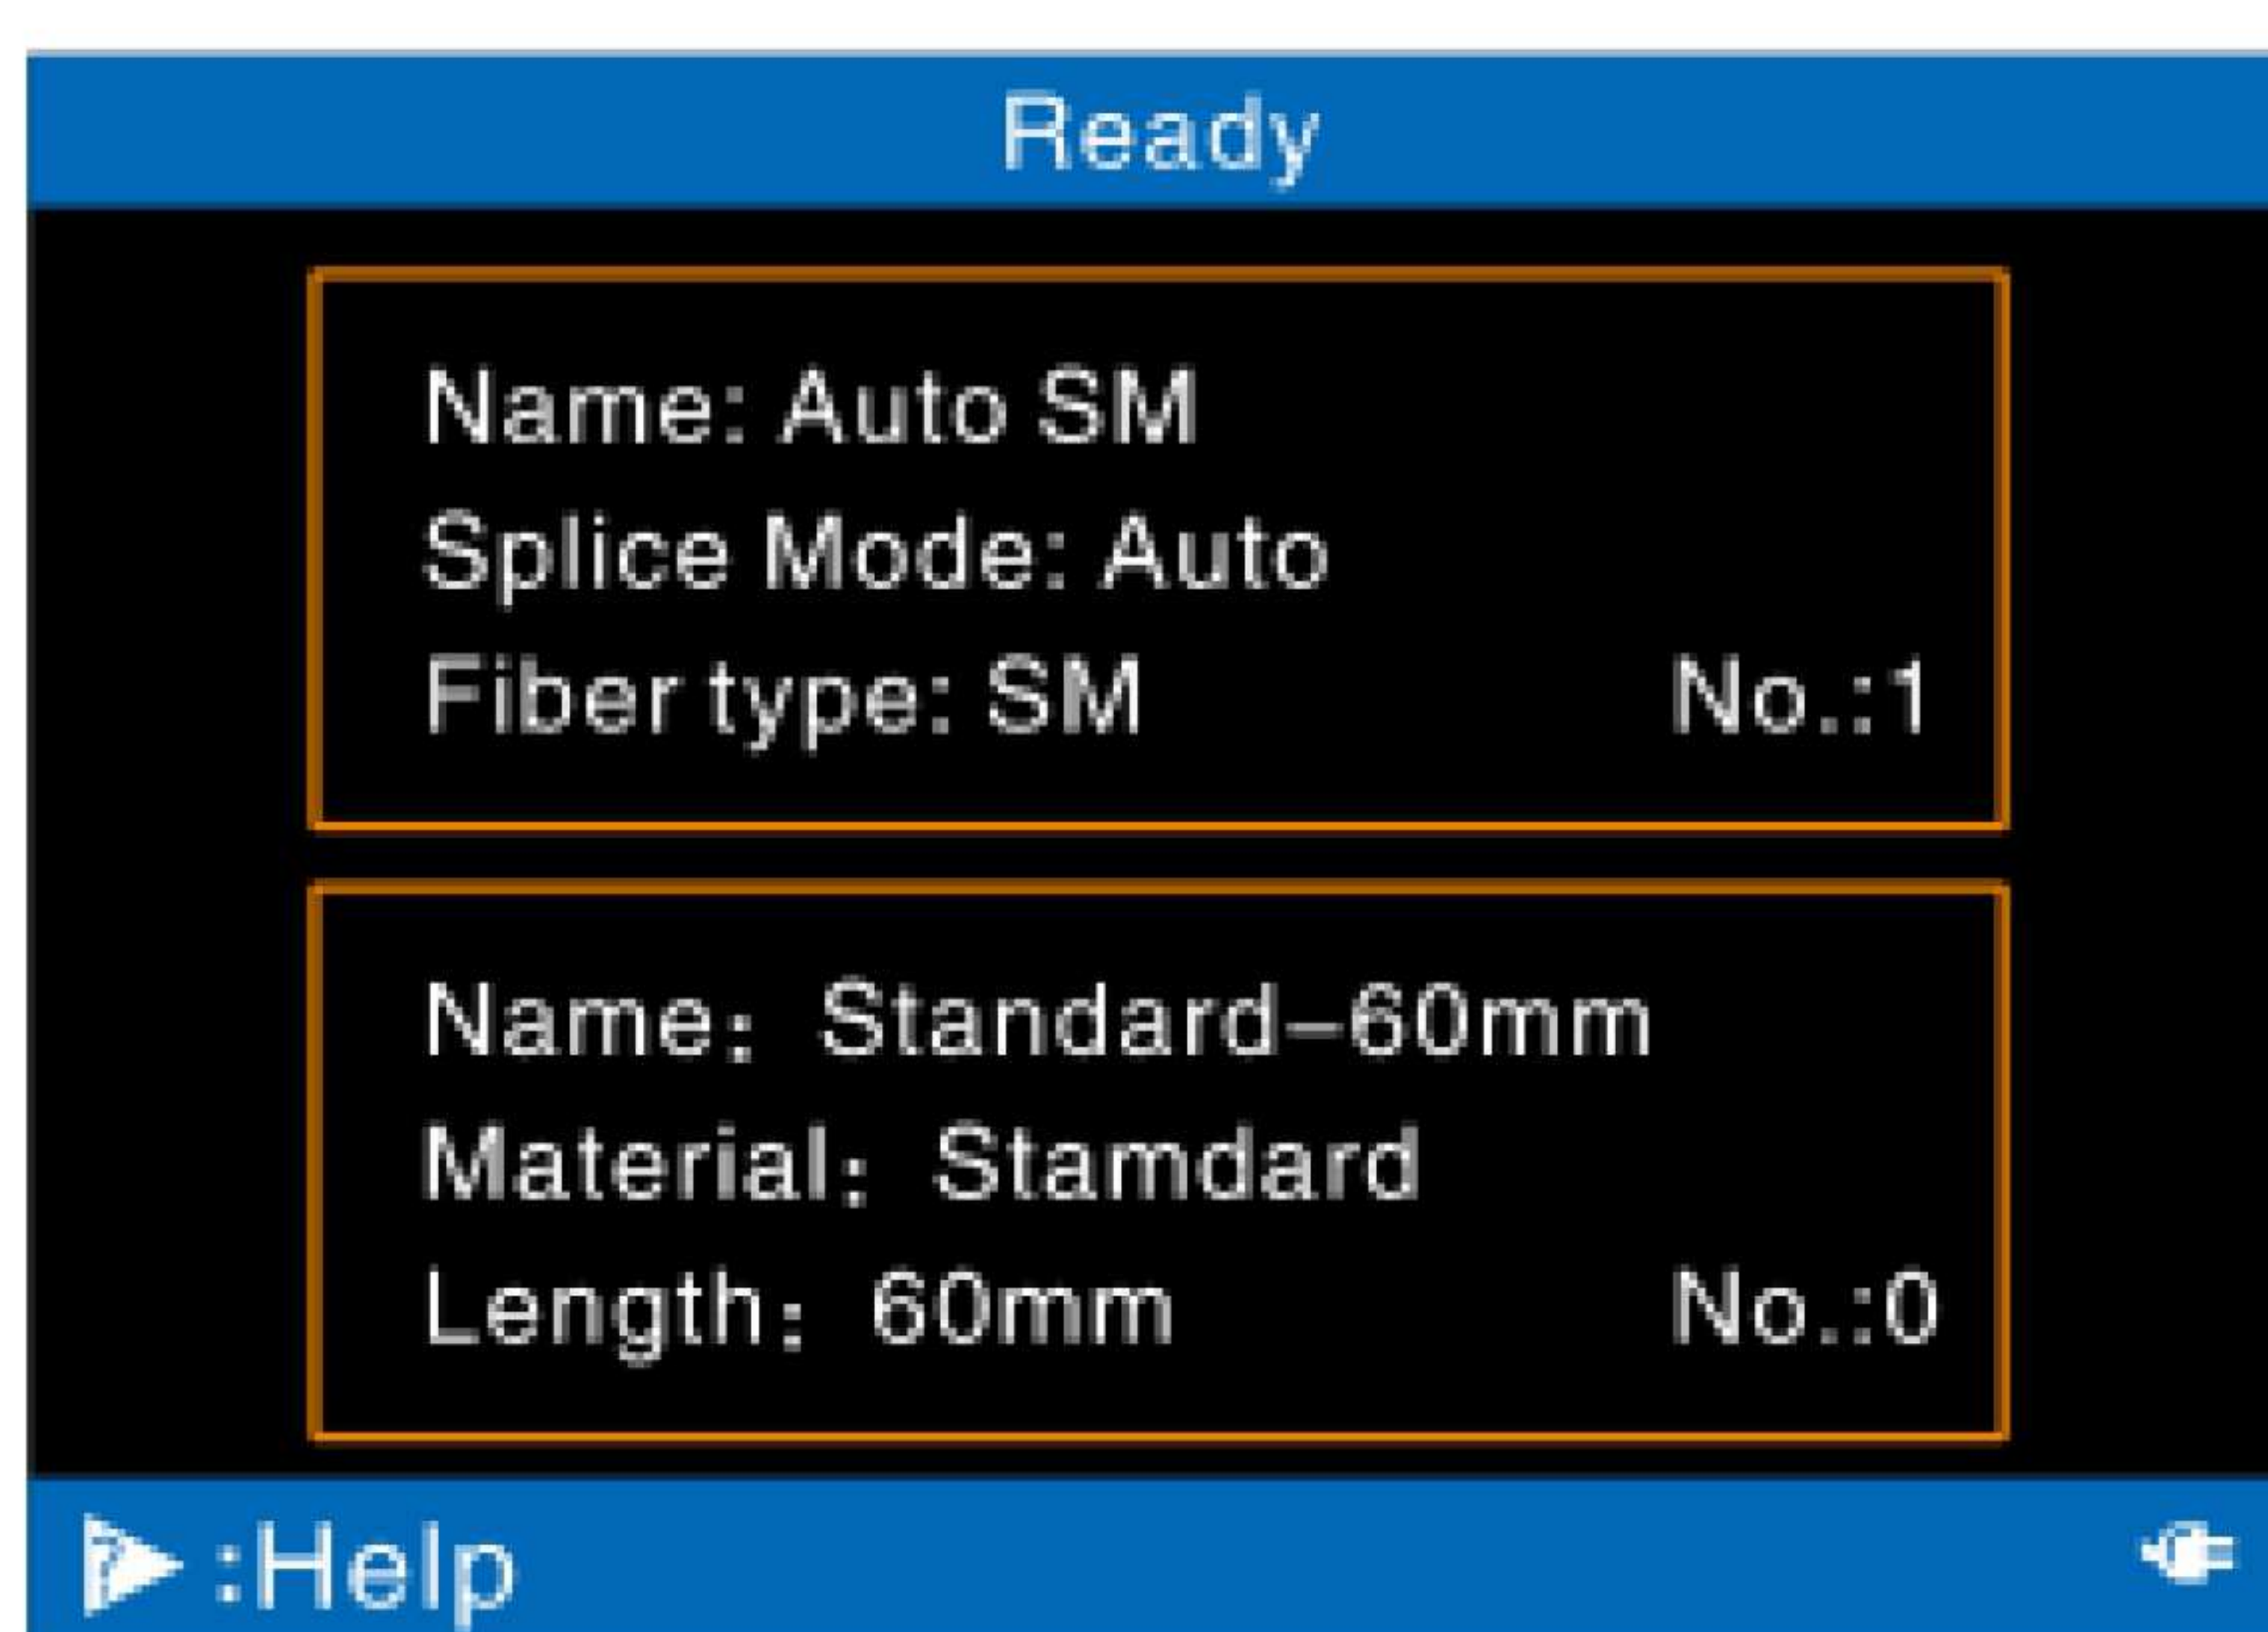 Ready
Name: Auto SM
Splice Mode: Auto
Fiber type: SM No.:1
Name： Standard-60mm
Material： Stamdard
Length： 60mm No.:0
:Help